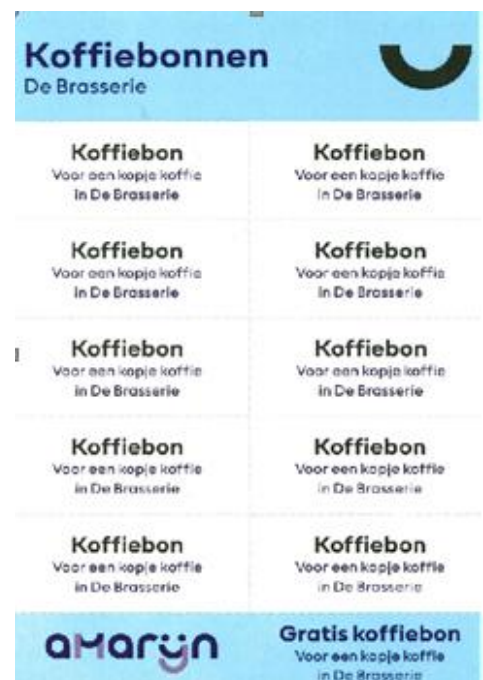 Koffiebonnen
De Brasserie
Koffiebon
Voor een kopje koffie
in De Brasserie
Koffiebon
Voor een kopje koffie
in De Brasserie
Koffiebon
Voor een kopje koffie
in De Brasserie
Koffiebon
Voor een kopje koffie
in De Brasserie
Koffiebon
Voor een kopje koffie
in De Brasserie
Koffiebon
Voor een kopje koffie
in De Brasserie
Koffiebon
Voor een kopje koffie
in De Brasserie
Koffiebon
Voor een kopje koffie
in De Brasserie
Koffiebon
Voor een kopje koffie
in De Brasserie
Koffiebon
Voor een kopje koffie
in De Brasserie
amaryn
Gratis koffiebon
Voor een kopje koffie
in De Brasserie